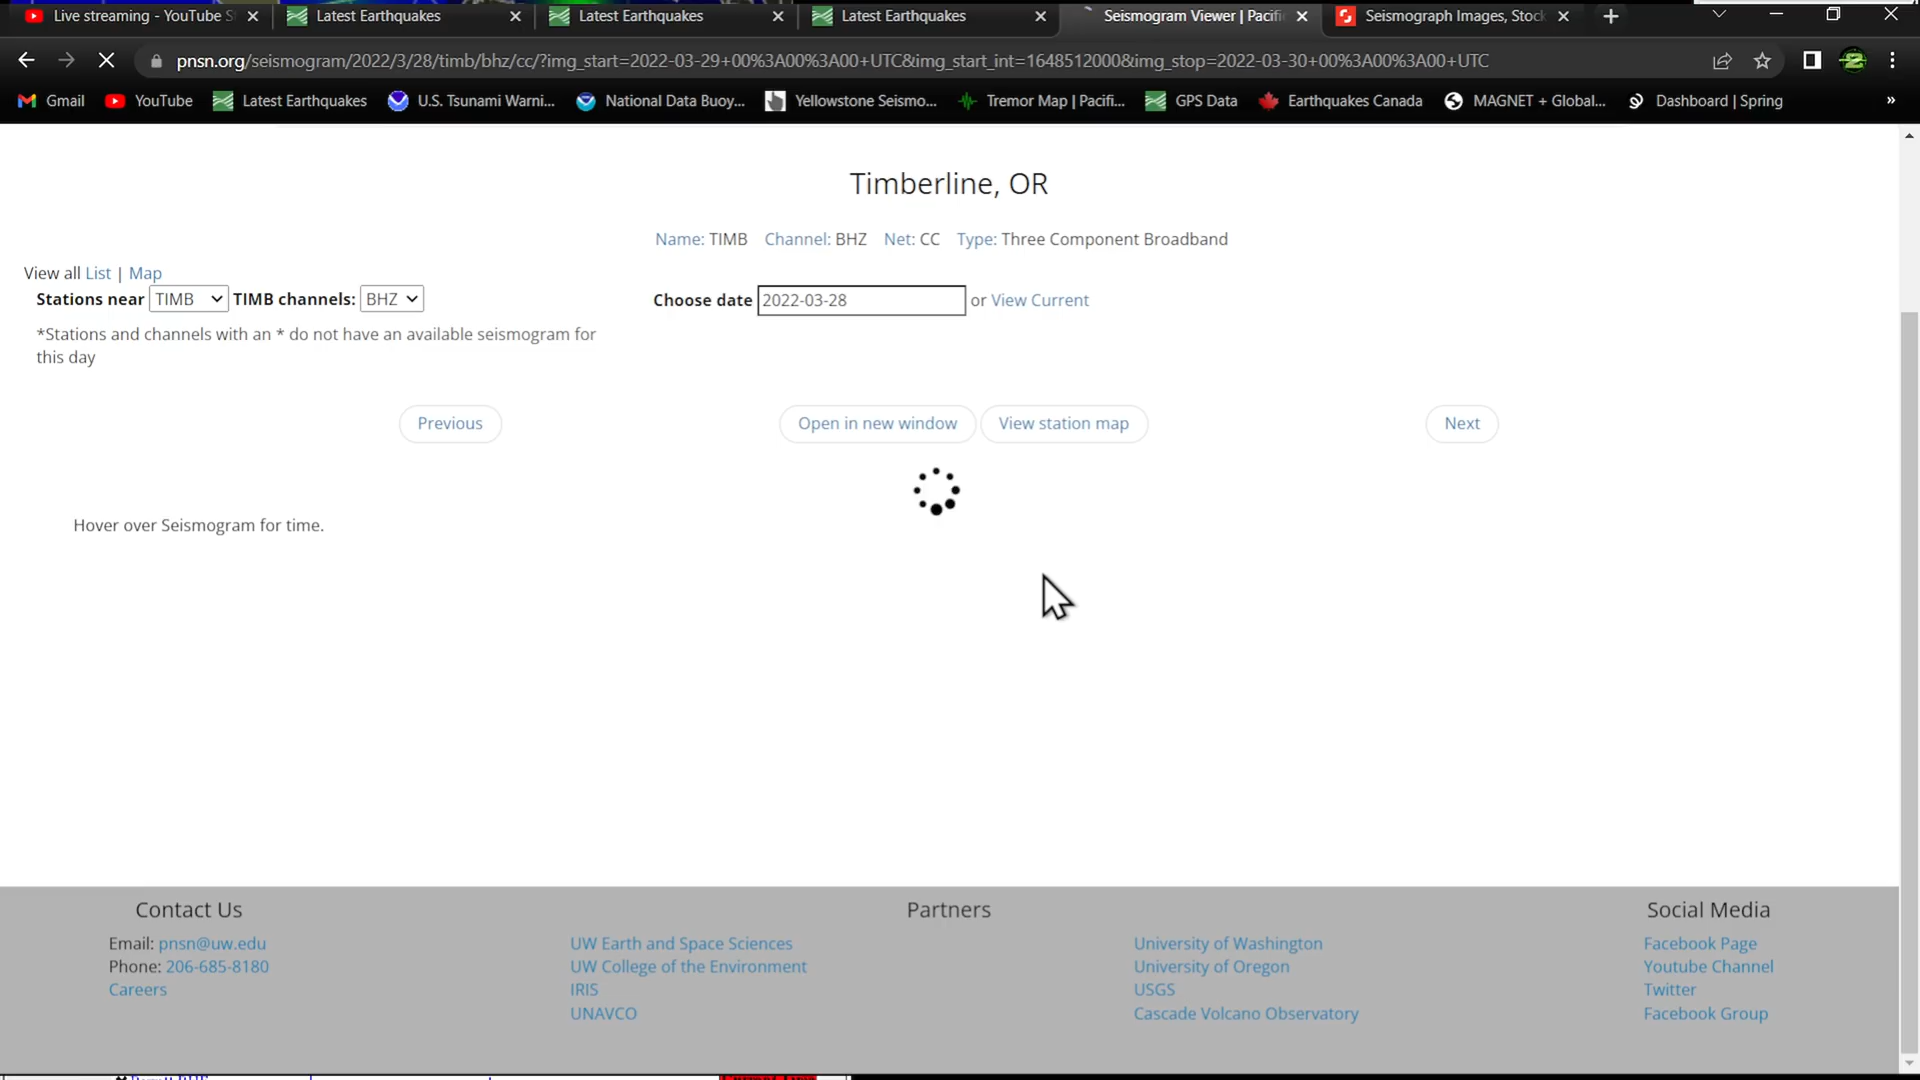 Live streaming - YouTube S
Latest Earthquakes
Latest Earthquakes
Latest Earthquakes
Seismogram Viewer | Pacifi
Seismograph Images, Stock
pnsn.org/seismogram/2022/3/28/timb/bhz/cc/?img_start=2022-03-29+00%3A00%3A00+UTC&img_start_int=1648512000&img_stop=2022-03-30+00%3A00%3A00+UTC
Gmail YouTube Latest Earthquakes U.S. Tsunami Warni... National Data Buoy... Yellowstone Seismo... Tremor Map | Pacifi... GPS Data Earthquakes Canada MAGNET + Global... Dashboard | Spring »
Timberline, OR
Name: TIMB Channel: BHZ Net: CC Type: Three Component Broadband
View all List | Map
Stations near TIMB TIMB channels: BHZ
Choose date 2022-03-28 or View Current
*Stations and channels with an * do not have an available seismogram for
this day
Previous Open in new window View station map Next
Hover over Seismogram for time.
Contact Us
Email: pnsn@uw.edu
Phone: 206-685-8180
Careers
Partners
UW Earth and Space Sciences
UW College of the Environment
IRIS
UNAVCO
University of Washington
University of Oregon
USGS
Cascade Volcano Observatory
Social Media
Facebook Page
Youtube Channel
Twitter
Facebook Group